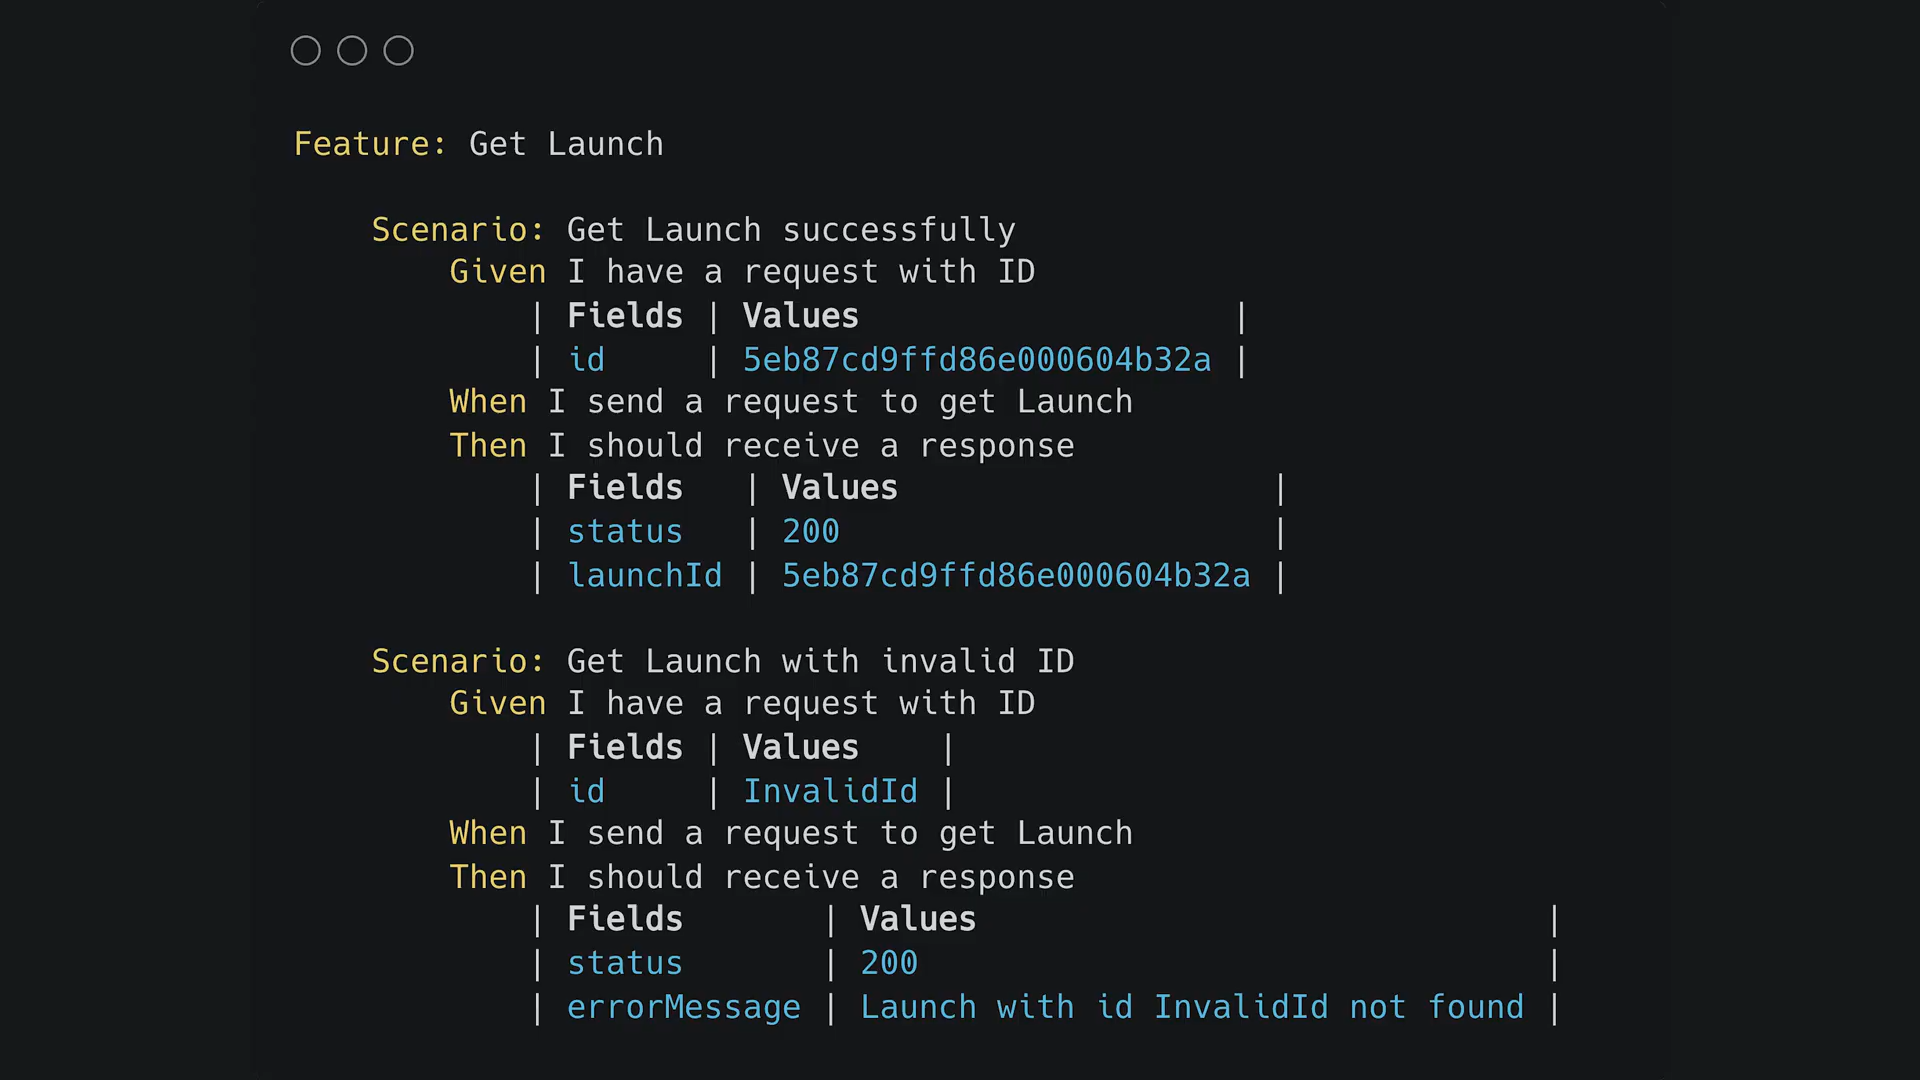 Feature: Get Launch
Scenario: Get Launch successfully
Given I have a request with ID
| Fields | Values |
| id | 5eb87cd9ffd86e000604b32a |
When I send a request to get Launch
Then I should receive a response
| Fields | Values |
| status | 200 |
| launchId | 5eb87cd9ffd86e000604b32a |
Scenario: Get Launch with invalid ID
Given I have a request with ID
| Fields | Values |
| id | InvalidId |
When I send a request to get Launch
Then I should receive a response
| Fields | Values |
| status | 200 |
| errorMessage | Launch with id InvalidId not found |